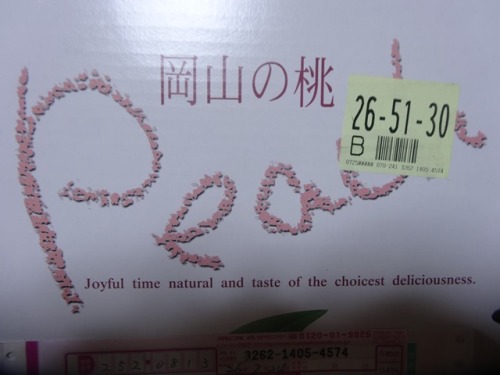 岡山の桃
Peach
26-51-30
B
Joyful time natural and taste of the choicest deliciousness.
3262-1405-4574